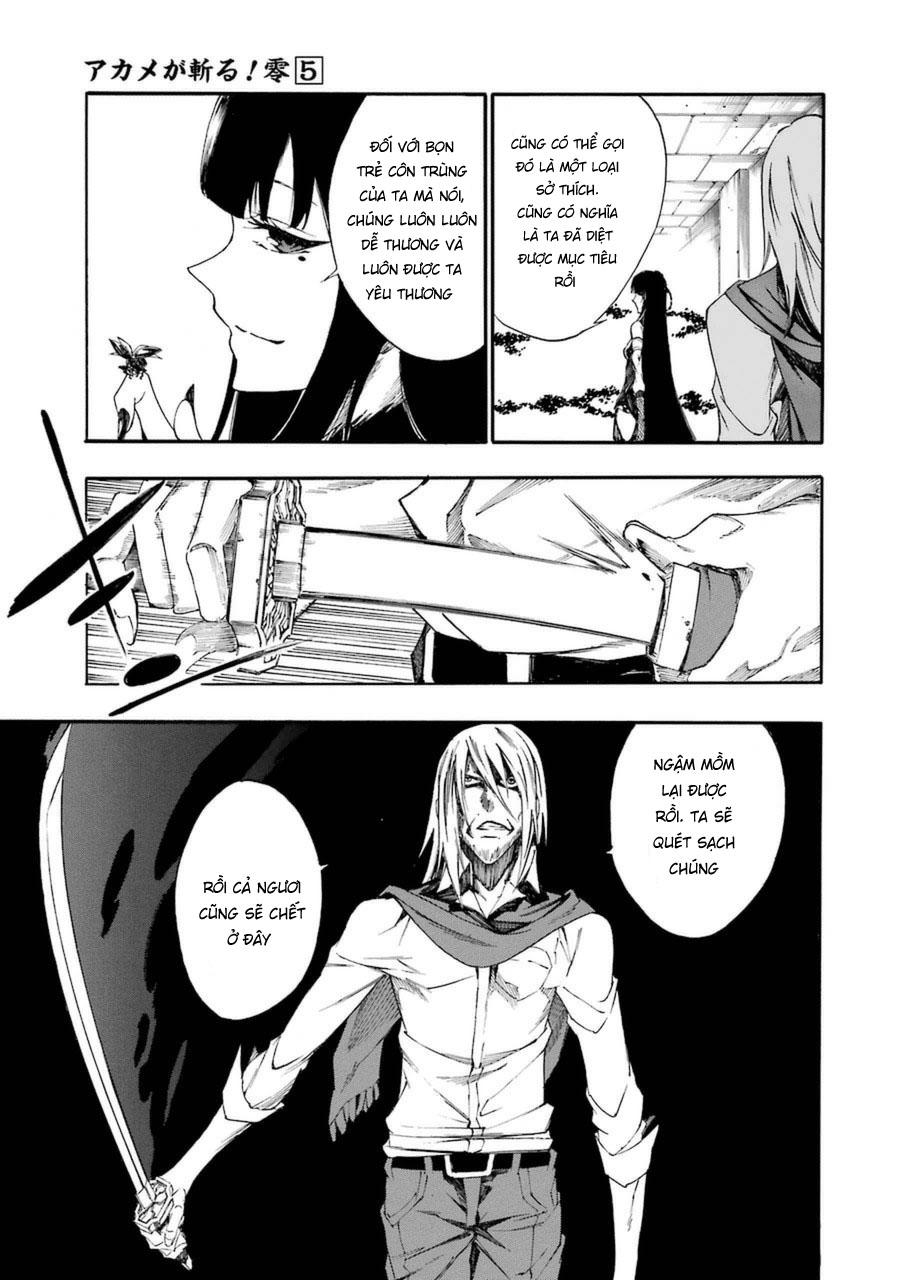 アカメが斬る！零5
CŨNG CÓ THỂ GỌI
ĐÓ LÀ MỘT LOẠI
SỞ THÍCH.
CŨNG CÓ NGHĨA
LÀ TA ĐÃ DIỆT
ĐƯỢC MỤC TIÊU
RỒI
ĐỐI VỚI BỌN
TRẺ CÔN TRÙNG
CỦA TA MÀ NÓI,
CHÚNG LUÔN LUÔN
DỄ THƯƠNG VÀ
LUÔN ĐƯỢC TA
YÊU THƯƠNG
NGẬM MỒM
LẠI ĐƯỢC
RỒI. TA SẼ
QUÉT SẠCH
CHÚNG
RỒI CẢ NGƯƠI
CŨNG SẼ CHẾT
Ở ĐÂY